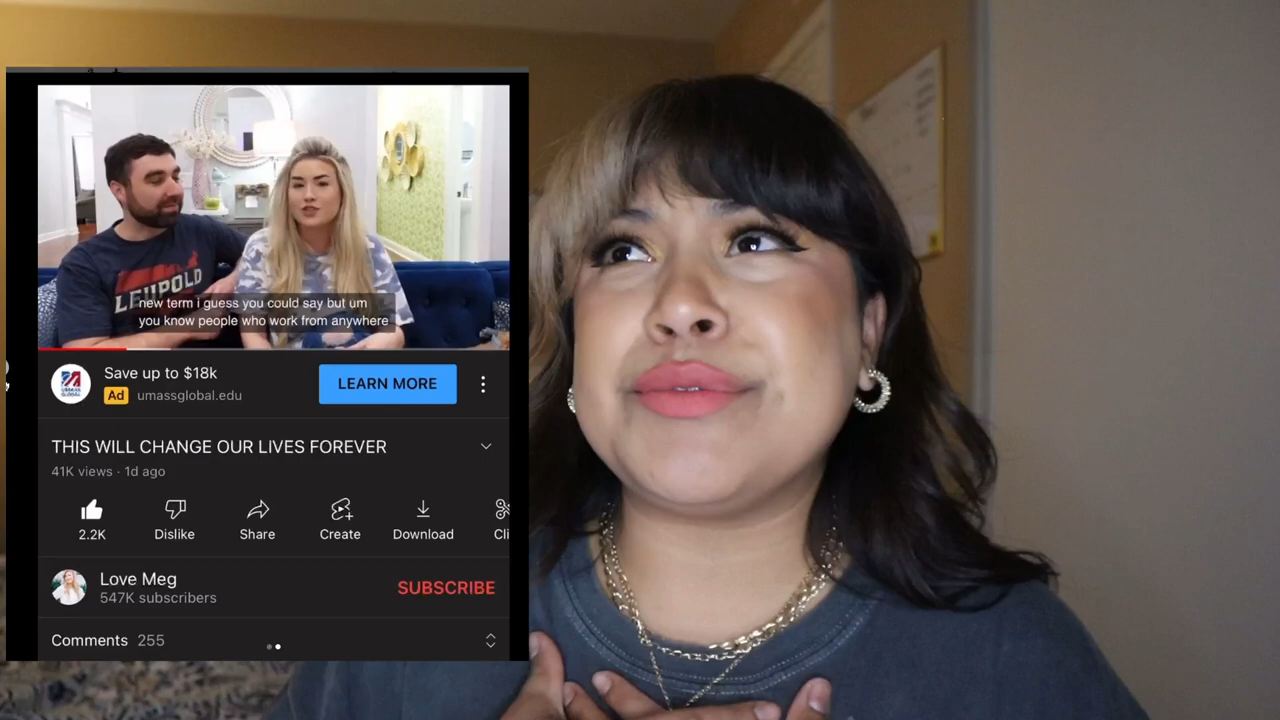 LEUPOLD
new term i guess you could say but um
you know people who work from anywhere
Save up to $18k
LEARN MORE
Ad umassglobal.edu
THIS WILL CHANGE OUR LIVES FOREVER
41K views · 1d ago
2.2K Dislike Share Create Download Cli
Love Meg
547K subscribers
SUBSCRIBE
Comments 255